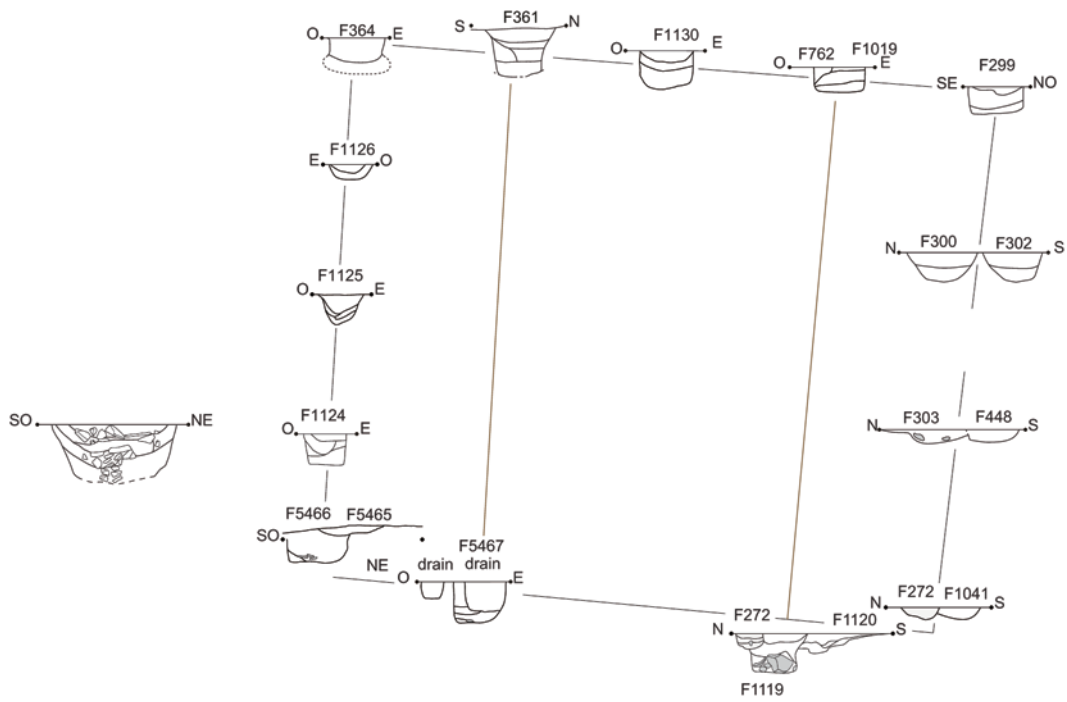 S F361 N
O F364 E
O F1130 E
O F762 F1019 E
SE F299 NO
E F1126 O
N F300 F302 S
O F1125 E
SO NE
O F1124 E
N F303 F448 S
F5466 F5465
SO
F5467
NE drain drain
O E
N F272 F1041 S
F272 F1120
N S
F1119